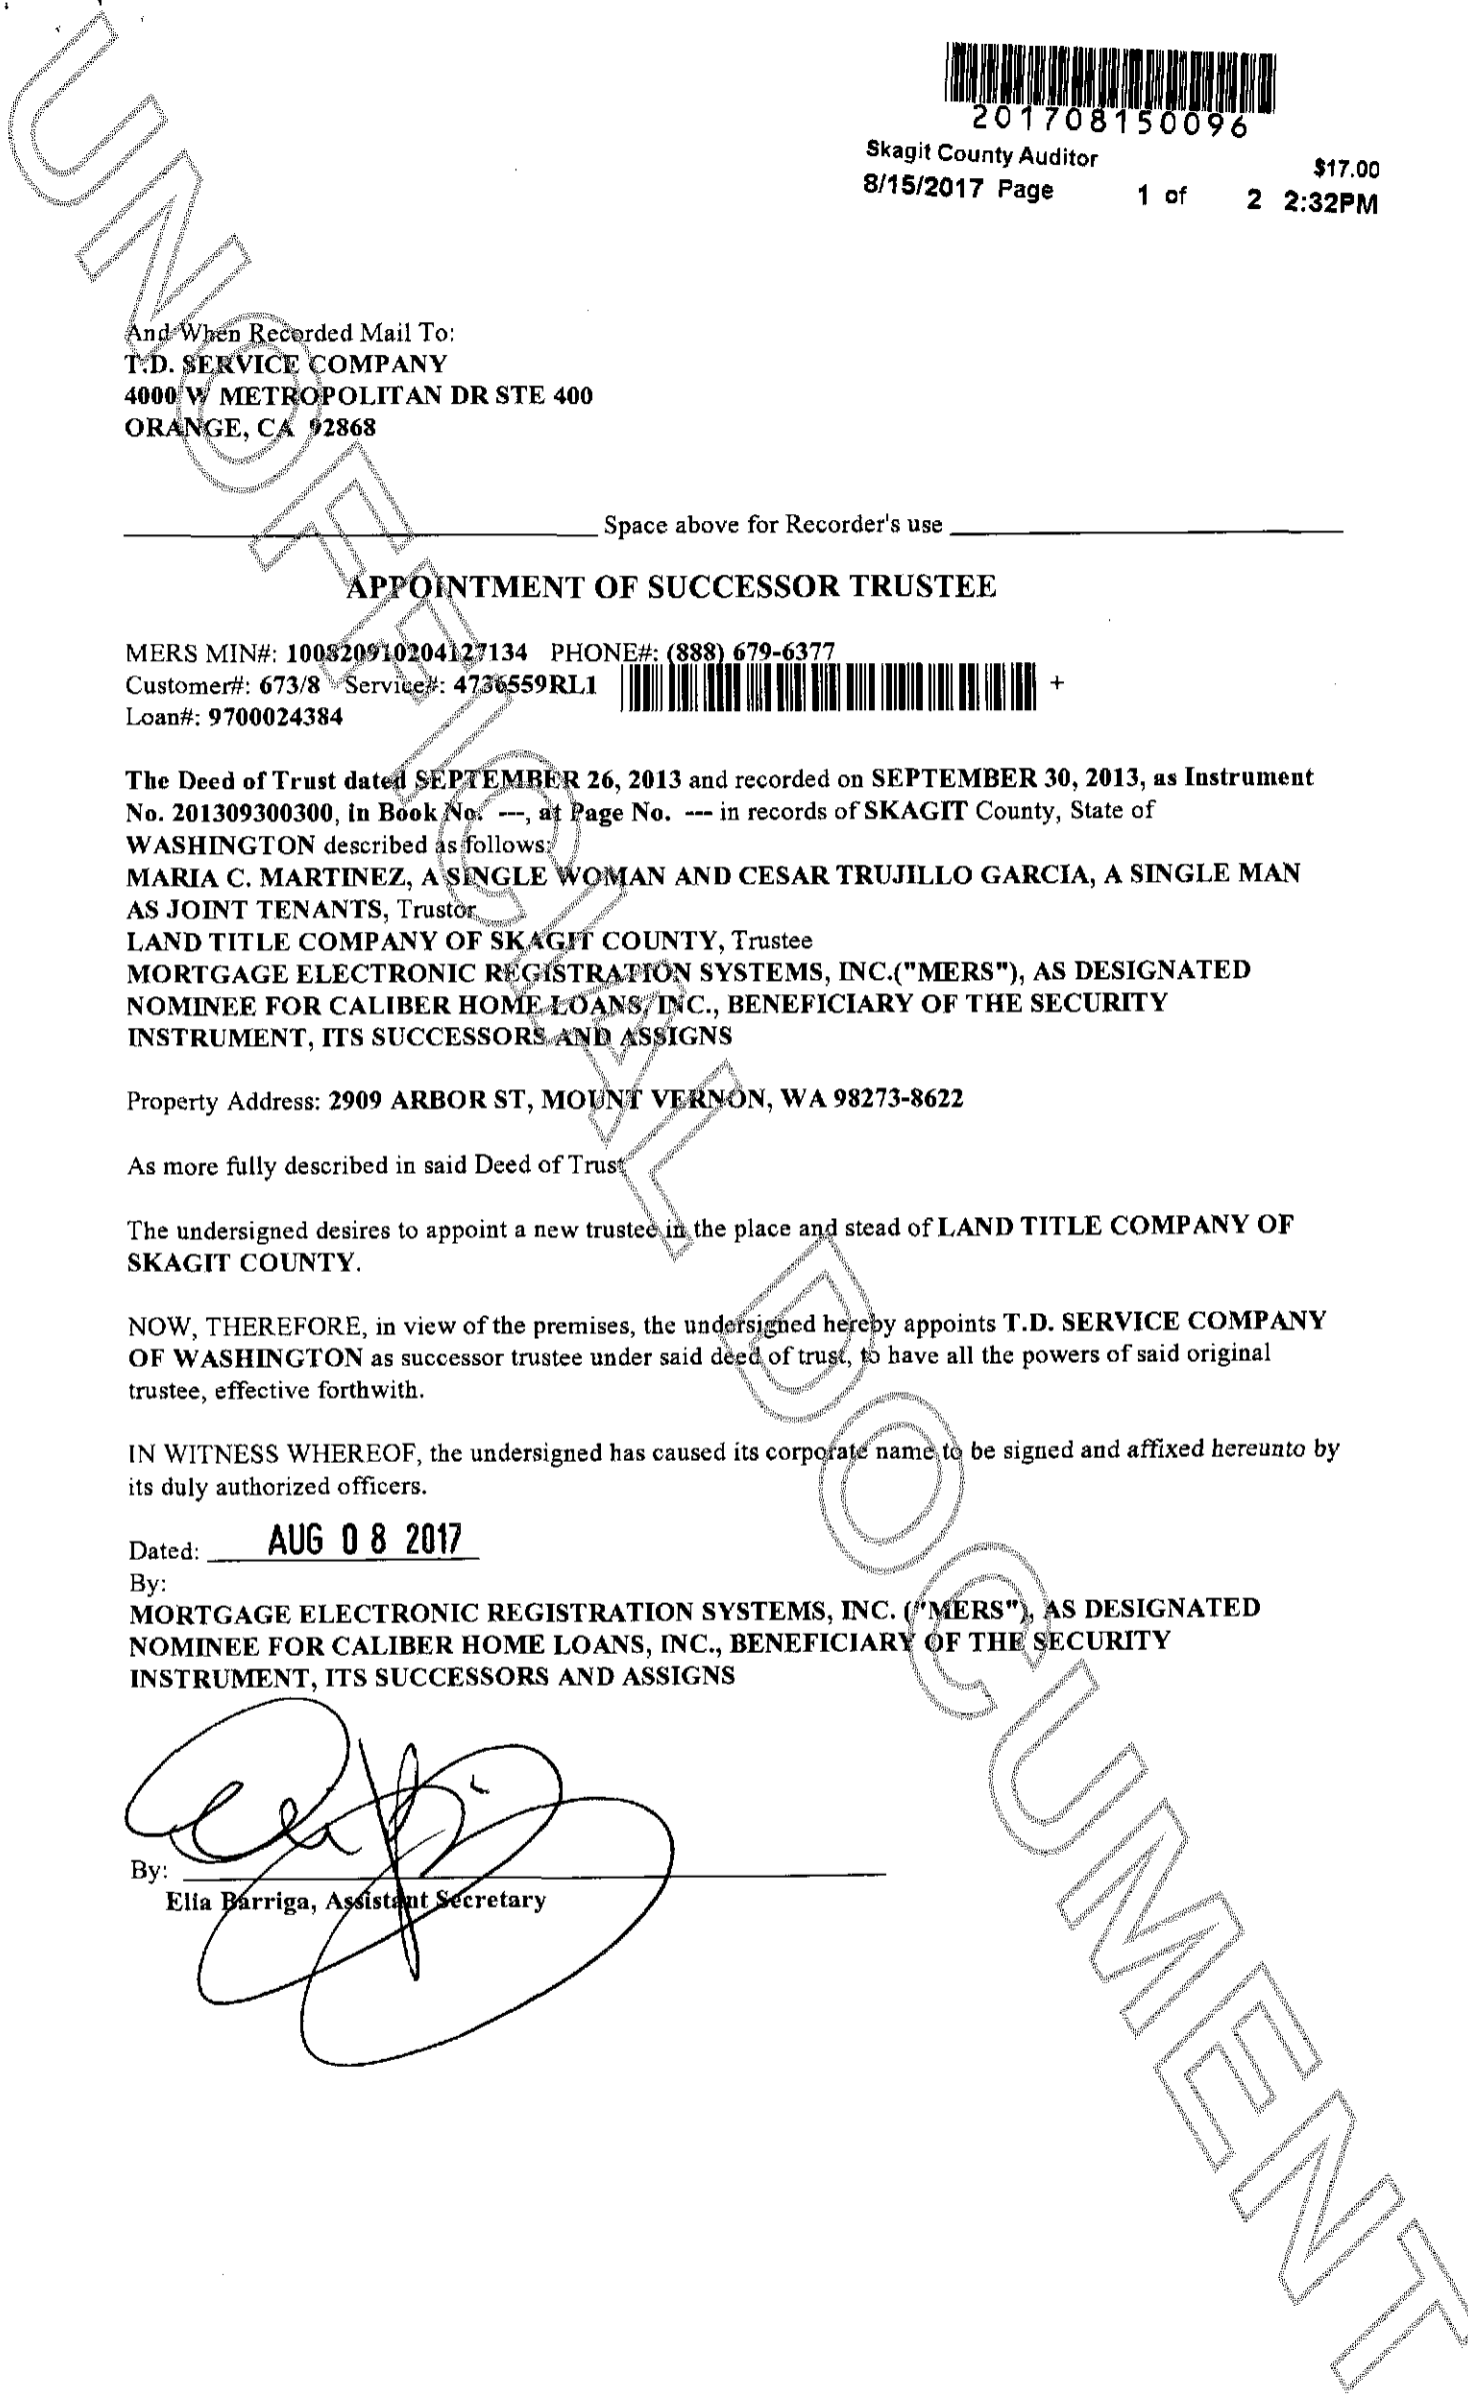 201708150096
Skagit County Auditor $17.00
8/15/2017 Page 1 of 2 2:32PM
And When Recorded Mail To:
T.D. SERVICE COMPANY
4000 W METROPOLITAN DR STE 400
ORANGE, CA 92868
Space above for Recorder's use
APPOINTMENT OF SUCCESSOR TRUSTEE
MERS MIN#: 100820910204127134 PHONE#: (888) 679-6377
Customer#: 673/8 Service#: 4736559RL1 +
Loan#: 9700024384
The Deed of Trust dated SEPTEMBER 26, 2013 and recorded on SEPTEMBER 30, 2013, as Instrument
No. 201309300300, in Book No. ---, at Page No. --- in records of SKAGIT County, State of
WASHINGTON described as follows:
MARIA C. MARTINEZ, A SINGLE WOMAN AND CESAR TRUJILLO GARCIA, A SINGLE MAN
AS JOINT TENANTS, Trustor
LAND TITLE COMPANY OF SKAGIT COUNTY, Trustee
MORTGAGE ELECTRONIC REGISTRATION SYSTEMS, INC.("MERS"), AS DESIGNATED
NOMINEE FOR CALIBER HOME LOANS, INC., BENEFICIARY OF THE SECURITY
INSTRUMENT, ITS SUCCESSORS AND ASSIGNS
Property Address: 2909 ARBOR ST, MOUNT VERNON, WA 98273-8622
As more fully described in said Deed of Trust
The undersigned desires to appoint a new trustee in the place and stead of LAND TITLE COMPANY OF
SKAGIT COUNTY.
NOW, THEREFORE, in view of the premises, the undersigned hereby appoints T.D. SERVICE COMPANY
OF WASHINGTON as successor trustee under said deed of trust, to have all the powers of said original
trustee, effective forthwith.
IN WITNESS WHEREOF, the undersigned has caused its corporate name to be signed and affixed hereunto by
its duly authorized officers.
Dated: AUG 08 2017
By:
MORTGAGE ELECTRONIC REGISTRATION SYSTEMS, INC. ("MERS"), AS DESIGNATED
NOMINEE FOR CALIBER HOME LOANS, INC., BENEFICIARY OF THE SECURITY
INSTRUMENT, ITS SUCCESSORS AND ASSIGNS
By:
Elia Barriga, Assistant Secretary
UNOFFICIAL DOCUMENT